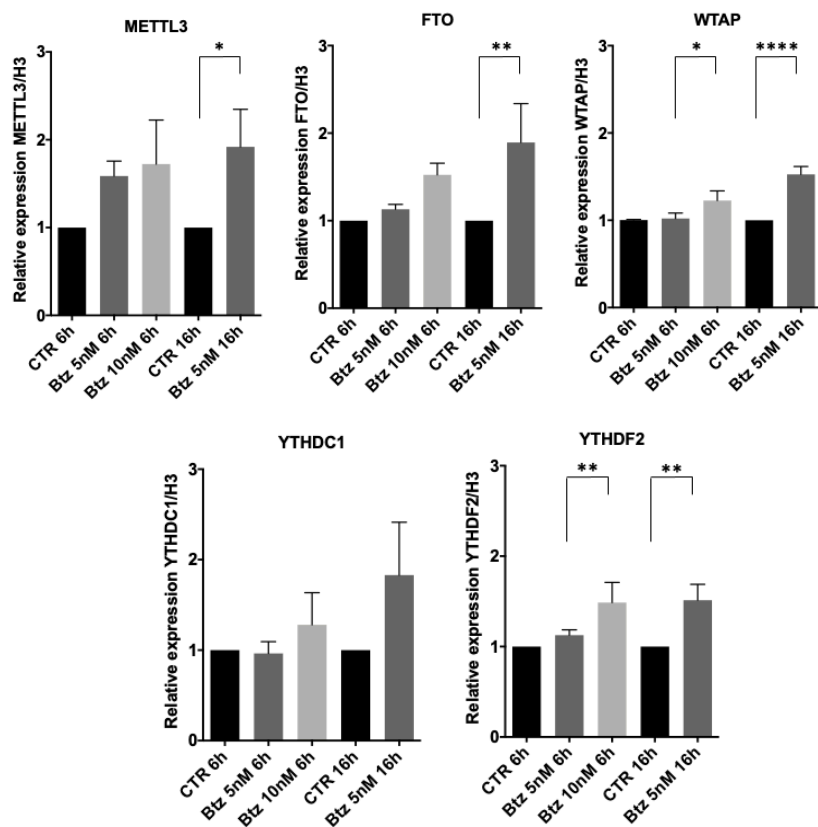 METTL3
*
Relative expression METTL3/H3
3
2
1
0
CTR 6h
Btz 5nM 6h
Btz 10nM 6h
CTR 16h
Btz 5nM 16h
FTO
**
Relative expression FTO/H3
3
2
1
0
CTR 6h
Btz 5nM 6h
Btz 10nM 6h
CTR 16h
Btz 5nM 16h
WTAP
* ****
Relative expression WTAP/H3
3
2
1
0
CTR 6h
Btz 5nM 6h
Btz 10nM 6h
CTR 16h
Btz 5nM 16h
YTHDC1
Relative expression YTHDC1/H3
3
2
1
0
CTR 6h
Btz 5nM 6h
Btz 10nM 6h
CTR 16h
Btz 5nM 16h
YTHDF2
** **
Relative expression YTHDF2/H3
3
2
1
0
CTR 6h
Btz 5nM 6h
Btz 10nM 6h
CTR 16h
Btz 5nM 16h